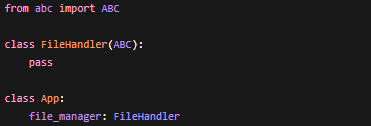 from abc import ABC

class FileHandler(ABC):
    pass

class App:
    file_manager: FileHandler